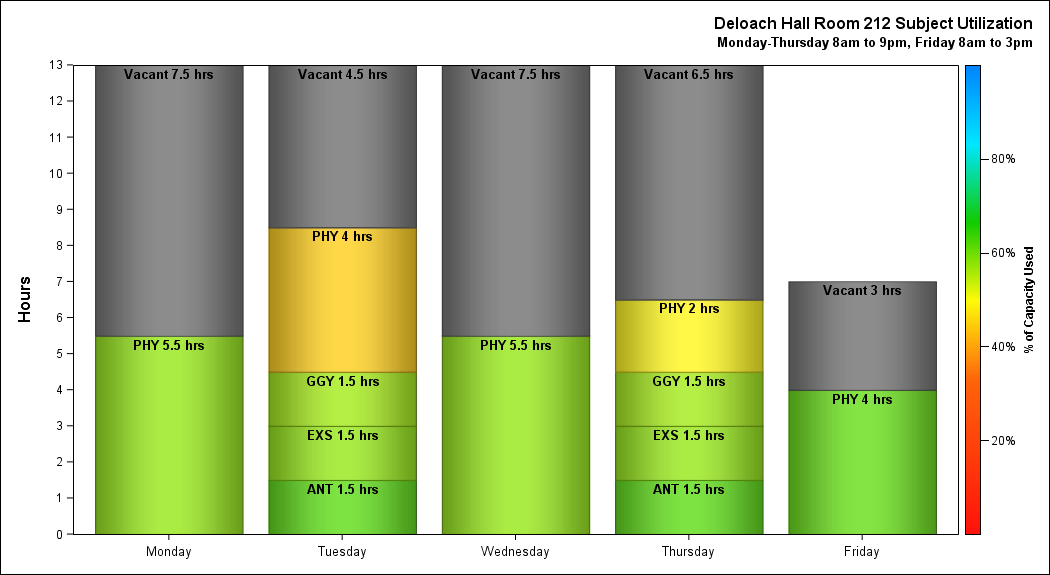 Deloach Hall Room 212 Subject Utilization
Monday-Thursday 8am to 9pm, Friday 8am to 3pm
Hours
13
12
11
10
9
8
7
6
5
4
3
2
1
0
Vacant 7.5 hrs
PHY 5.5 hrs
Vacant 4.5 hrs
PHY 4 hrs
GGY 1.5 hrs
EXS 1.5 hrs
ANT 1.5 hrs
Vacant 7.5 hrs
PHY 5.5 hrs
Vacant 6.5 hrs
PHY 2 hrs
GGY 1.5 hrs
EXS 1.5 hrs
ANT 1.5 hrs
Vacant 3 hrs
PHY 4 hrs
Monday
Tuesday
Wednesday
Thursday
Friday
80%
60%
40%
20%
% of Capacity Used